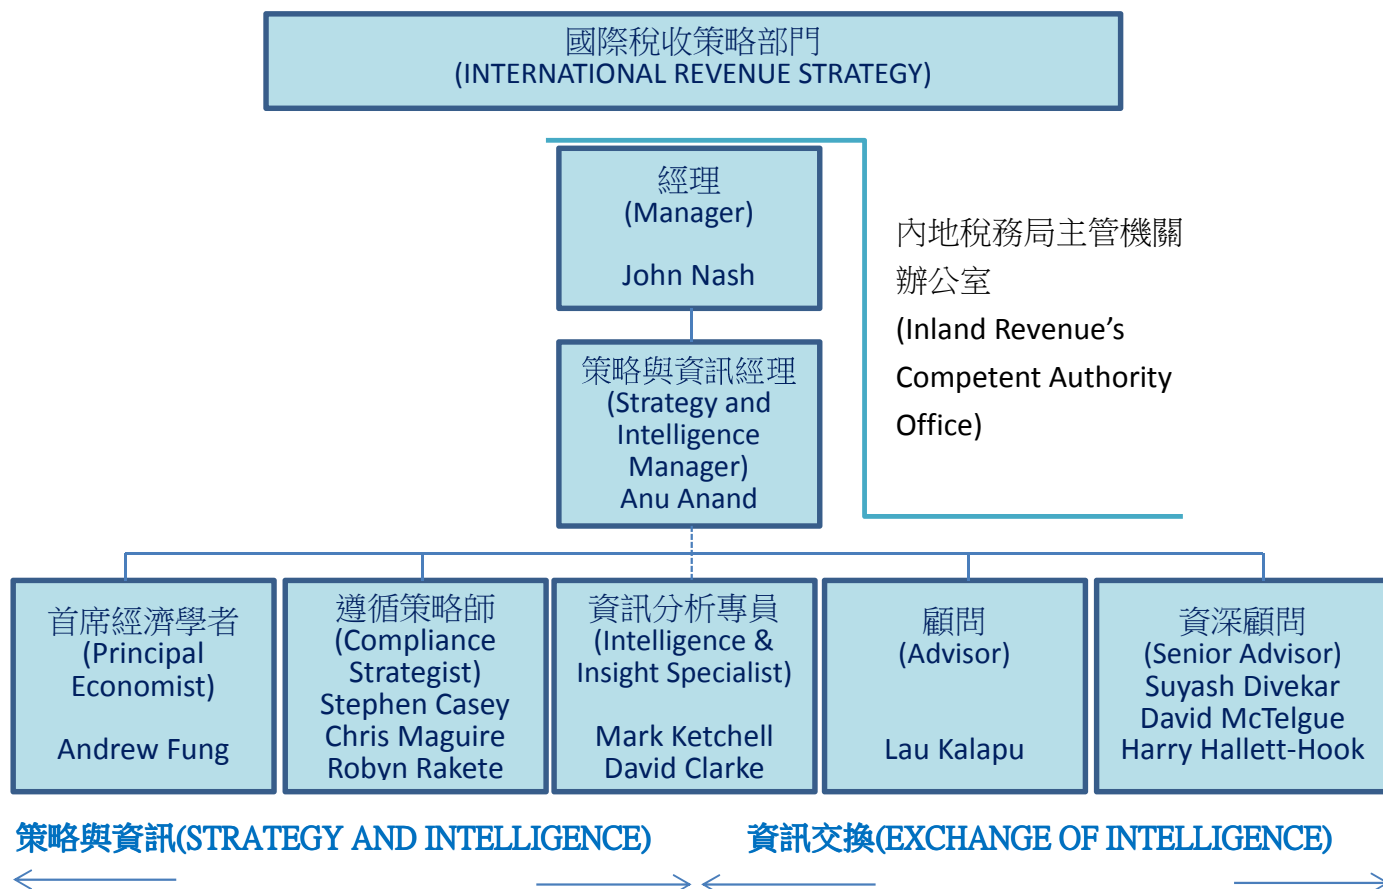 國際稅收策略部門
(INTERNATIONAL REVENUE STRATEGY)
經理
(Manager)
John Nash
內地稅務局主管機關
辦公室
(Inland Revenue’s
Competent Authority
Office)
策略與資訊經理
(Strategy and
Intelligence
Manager)
Anu Anand
首席經濟學者
(Principal
Economist)
Andrew Fung
遵循策略師
(Compliance
Strategist)
Stephen Casey
Chris Maguire
Robyn Rakete
資訊分析專員
(Intelligence &
Insight Specialist)
Mark Ketchell
David Clarke
顧問
(Advisor)
Lau Kalapu
資深顧問
(Senior Advisor)
Suyash Divekar
David McTelgue
Harry Hallett-Hook
策略與資訊(STRATEGY AND INTELLIGENCE)
資訊交換(EXCHANGE OF INTELLIGENCE)